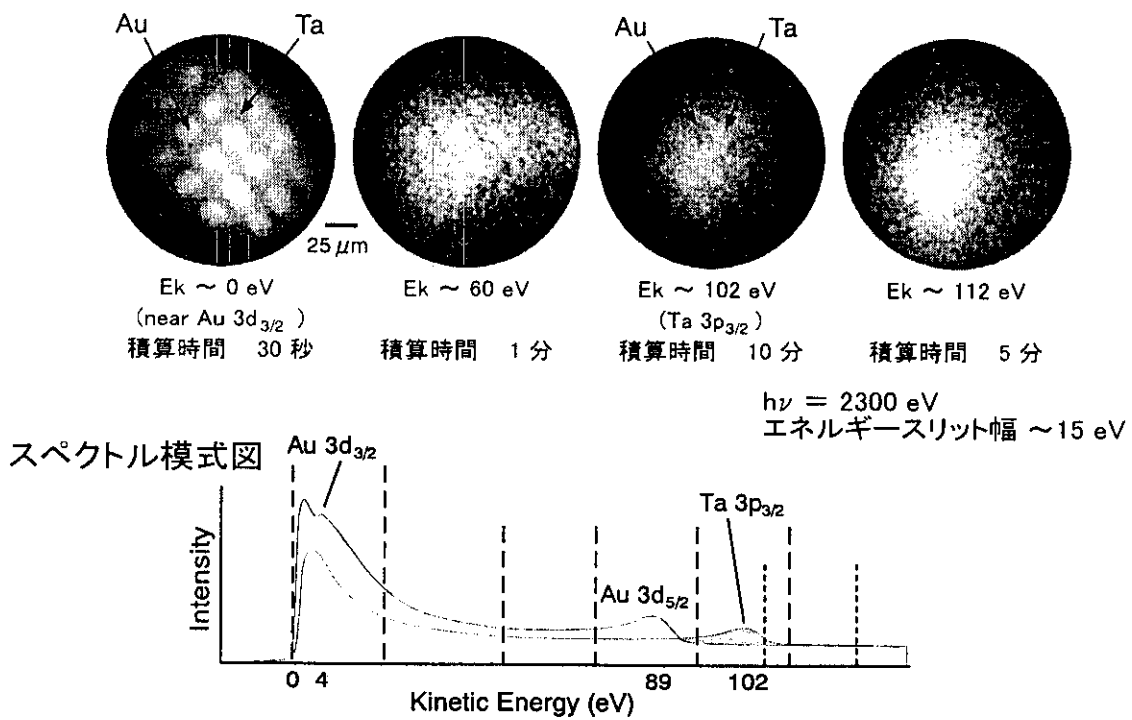 Au Ta Au Ta
25 μm
Ek ~ 0 eV Ek ~ 60 eV Ek ~ 102 eV Ek ~ 112 eV
(near Au 3d3/2 ) (Ta 3p3/2 )
積算時間 30 秒 積算時間 1 分 積算時間 10 分 積算時間 5 分
hν = 2300 eV
エネルギースリット幅 ~15 eV
スペクトル模式図
Au 3d3/2
Ta 3p3/2
Au 3d5/2
Intensity
0 4 89 102
Kinetic Energy (eV)